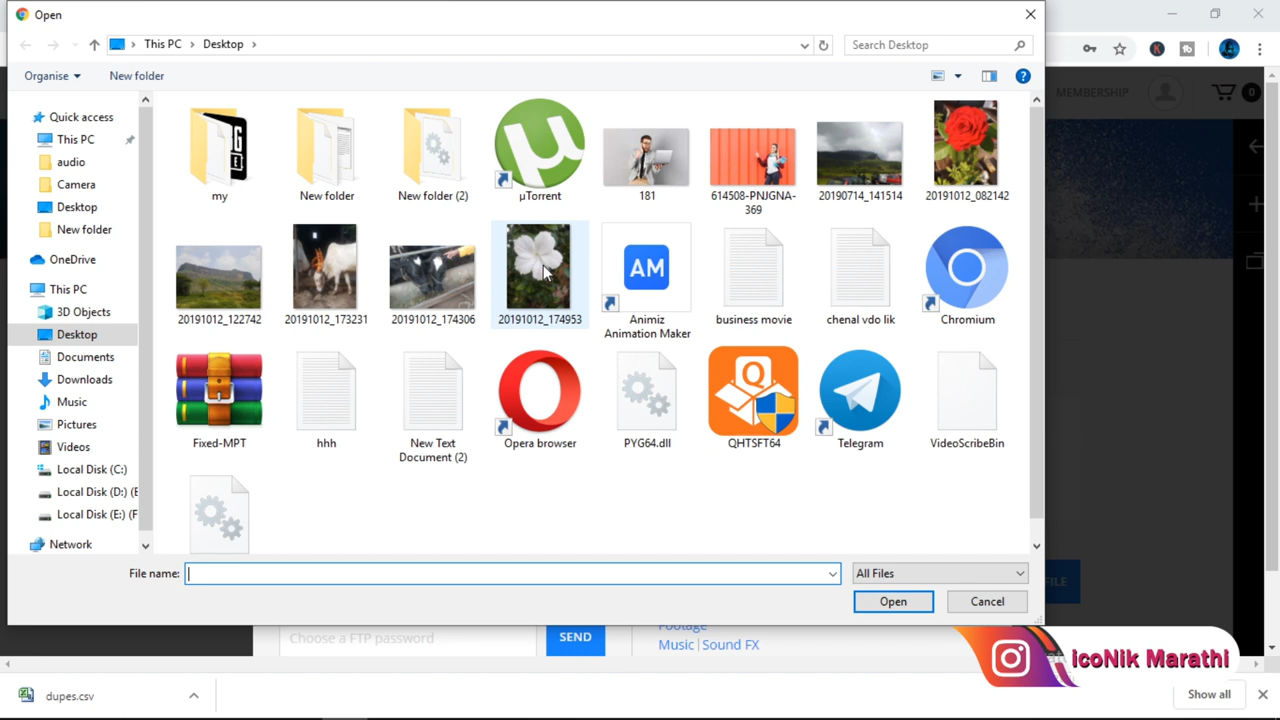 Open
This PC
Desktop
Search Desktop
Organise
New folder
MEMBERSHIP
0
Quick access
This PC
audio
Camera
Desktop
New folder
OneDrive
This PC
3D Objects
Desktop
Documents
Downloads
Music
Pictures
Videos
Local Disk (C:)
Local Disk (D:) (E
Local Disk (E:) (F
Network
my
New folder
New folder (2)
µTorrent
181
614508-PNJGNA-
369
20190714_141514
20191012_082142
20191012_122742
20191012_173231
20191012_174306
20191012_174953
AM
Animiz
Animation Maker
business movie
chenal vdo lik
Chromium
Fixed-MPT
hhh
New Text
Document (2)
Opera browser
PYG64.dll
QHTSFT64
Telegram
VideoScribeBin
File name:
All Files
Open
Cancel
FILE
Choose a FTP password
SEND
Footage
Music | Sound FX
icoNik Marathi
dupes.csv
Show all